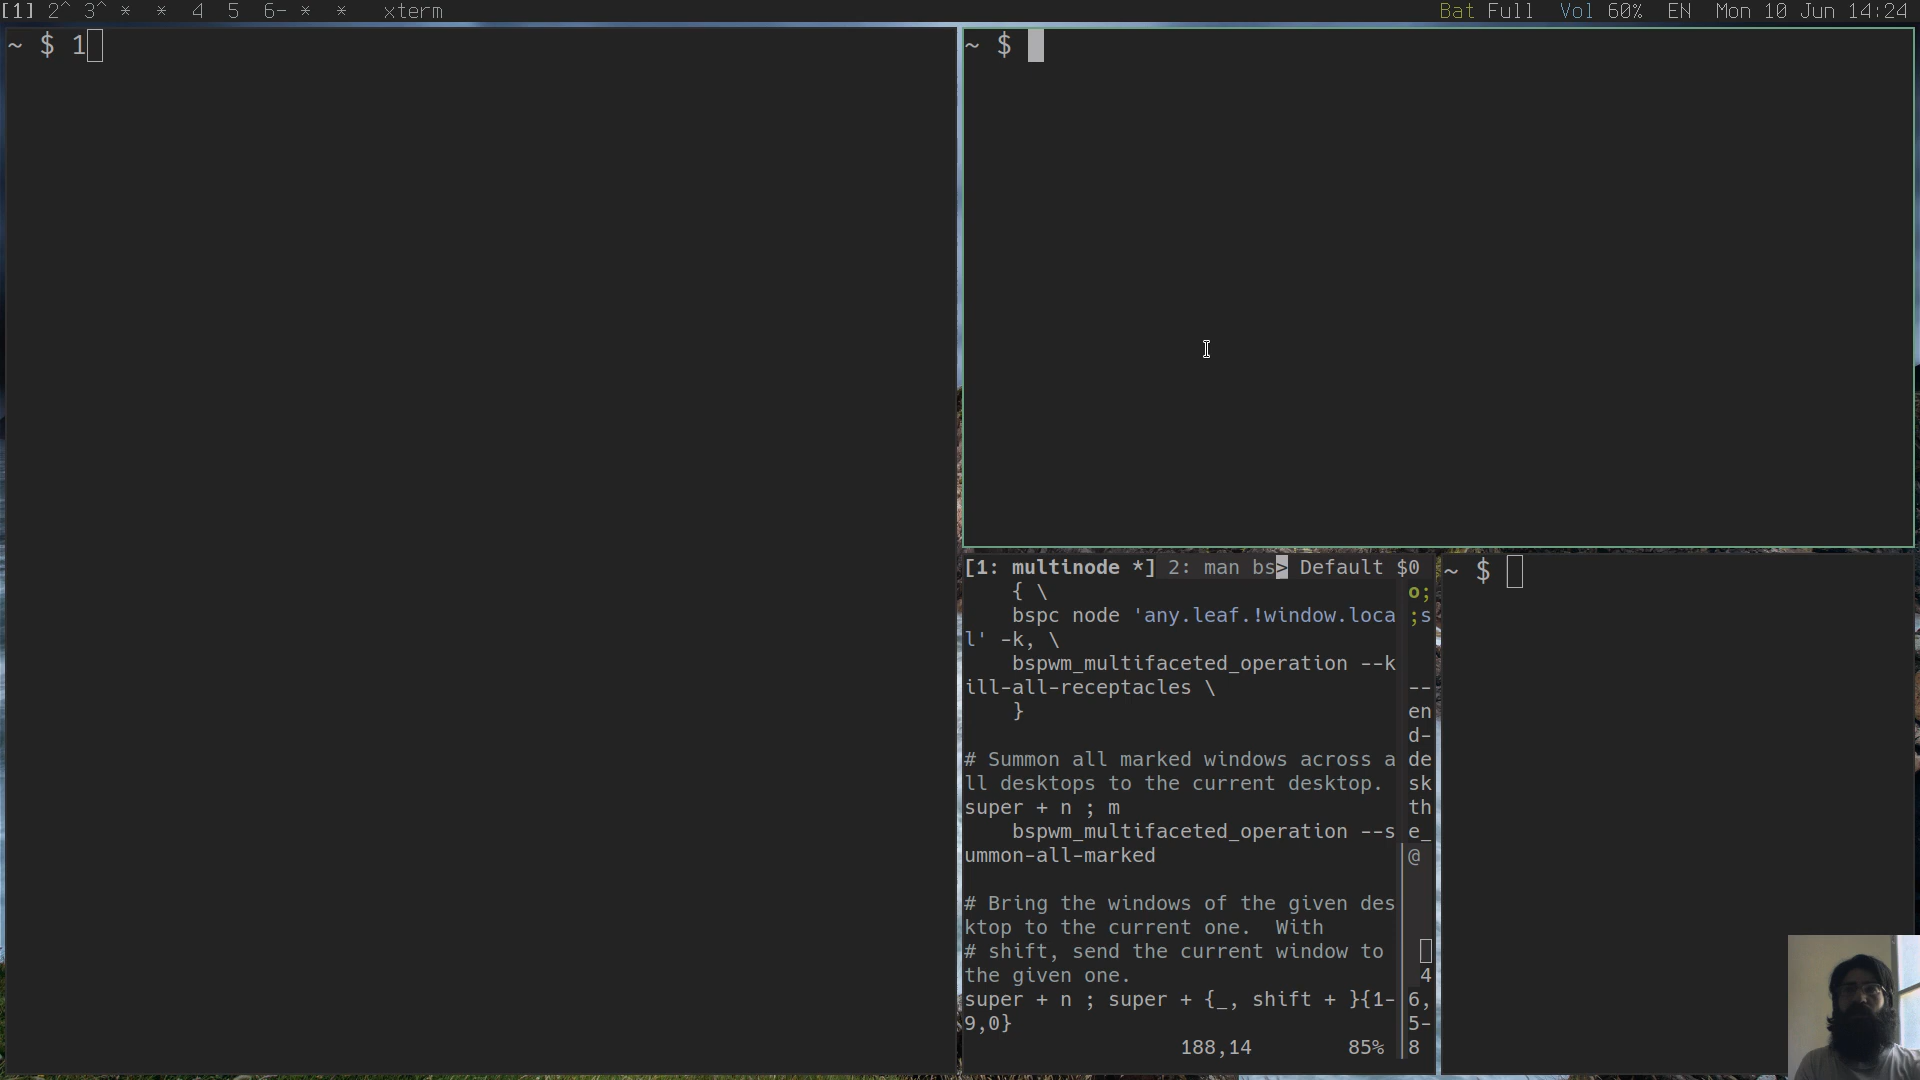 [1] 2^ 3^ * * 4 5 6- * * xterm
Bat Full Vol 60% EN Mon 10 Jun 14:24
~ $ 1
~ $
[1: multinode *] 2: man bs> Default $0
{ \
bspc node 'any.leaf.!window.loca
l' -k, \
bspwm_multifaceted_operation --k
ill-all-receptacles \
}
# Summon all marked windows across a
ll desktops to the current desktop.
super + n ; m
bspwm_multifaceted_operation --s
ummon-all-marked
# Bring the windows of the given des
ktop to the current one.  With
# shift, send the current window to
the given one.
super + n ; super + {_, shift + }{1-
9,0}
188,14 85%
o;
;s
--
en
d-
de
sk
th
e_
@
4
6,
5-
8
~ $